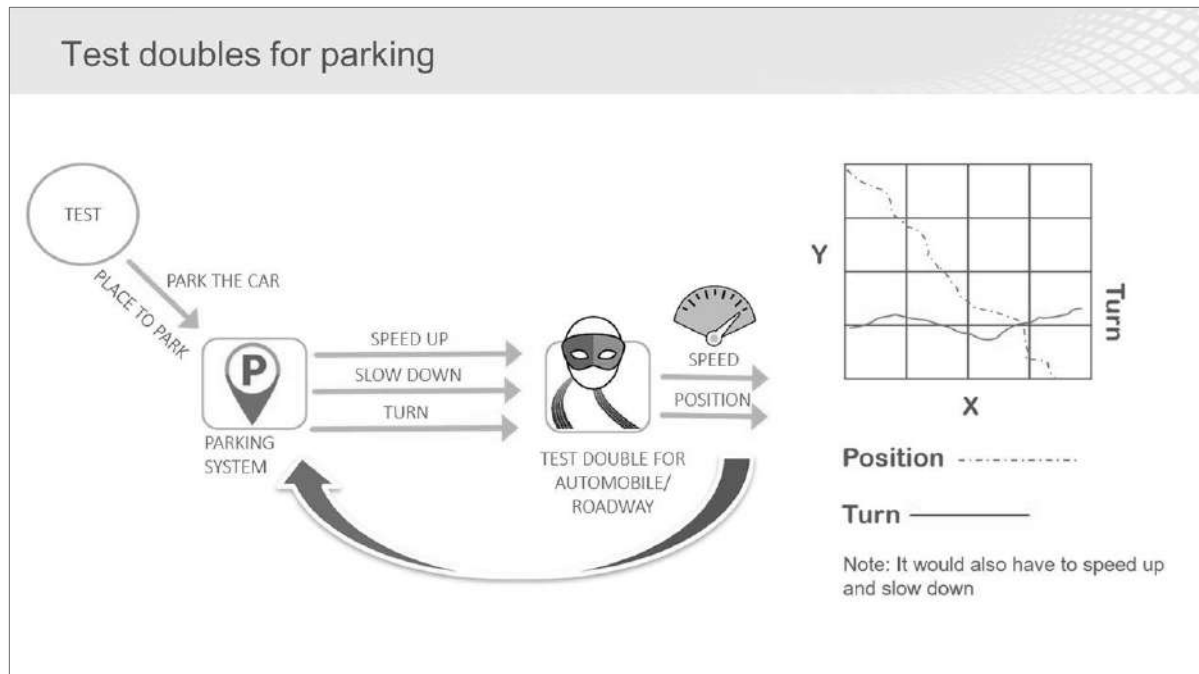 Test doubles for parking
TEST
PARK THE CAR
PLACE TO PARK
P
PARKING
SYSTEM
SPEED UP
SLOW DOWN
TURN
TEST DOUBLE FOR
AUTOMOBILE/
ROADWAY
SPEED
POSITION
Y
Turn
X
Position
Turn
Note: It would also have to speed up
and slow down